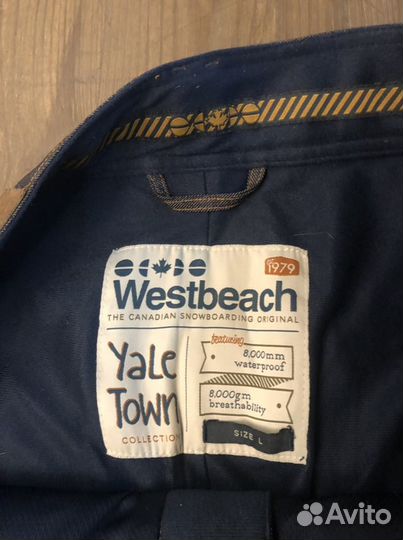 1979
Westbeach
THE CANADIAN SNOWBOARDING ORIGINAL
Yale
Town
COLLECTION
featuring
8,000mm
waterproof
8,000gm
breathability
SIZE L
Avito